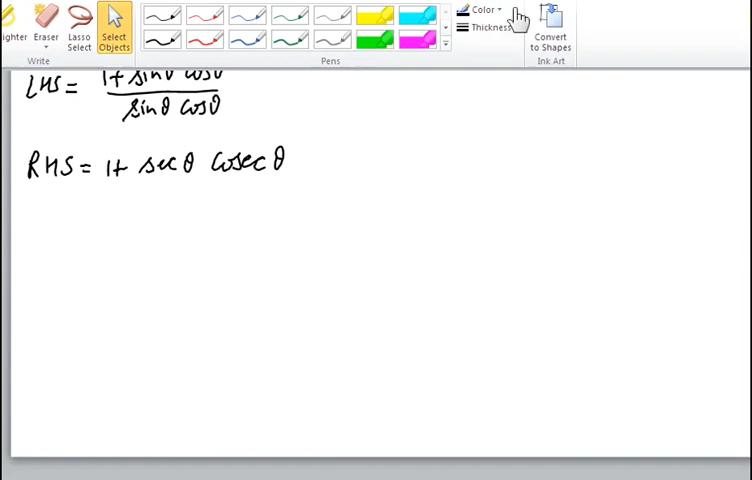 Color
Thickness
ighter
Eraser
Lasso Select
Select Objects
Convert to Shapes
Write
Pens
Ink Art
LHS = 1+ sinθ cosθ
sinθ cosθ
RHS = 1+ secθ cosecθ